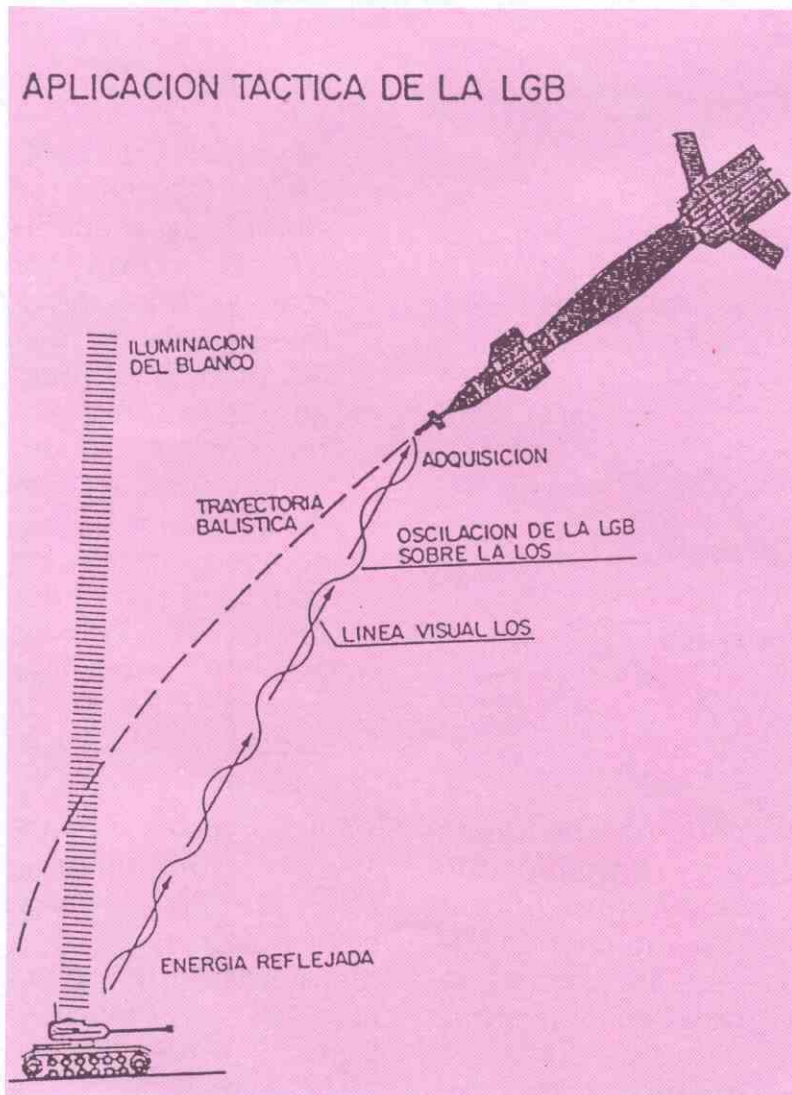 APLICACION TACTICA DE LA LGB
ILUMINACION
DEL BLANCO
ADQUISICION
TRAYECTORIA
BALISTICA
OSCILACION DE LA LGB
SOBRE LA LOS
LINEA VISUAL LOS
ENERGIA REFLEJADA